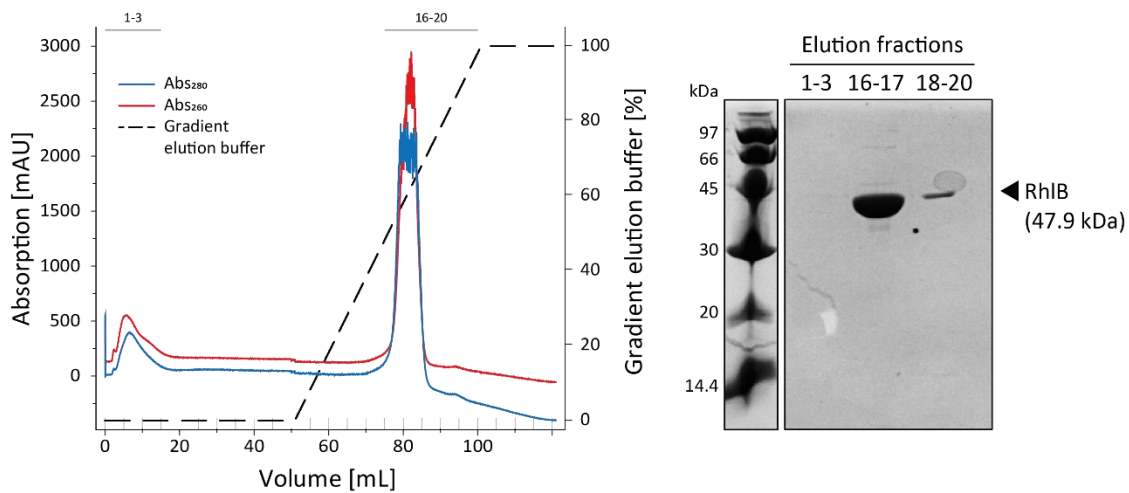 1-3
16-20
3000
2500
2000
1500
1000
500
0
Absorption [mAU]
Abs₂₈₀
Abs₂₆₀
Gradient
elution buffer
100
80
60
40
20
0
Gradient elution buffer [%]
0
20
40
60
80
100
Volume [mL]
Elution fractions
1-3 16-17 18-20
kDa
97
66
45
30
20
14.4
RhlB
(47.9 kDa)